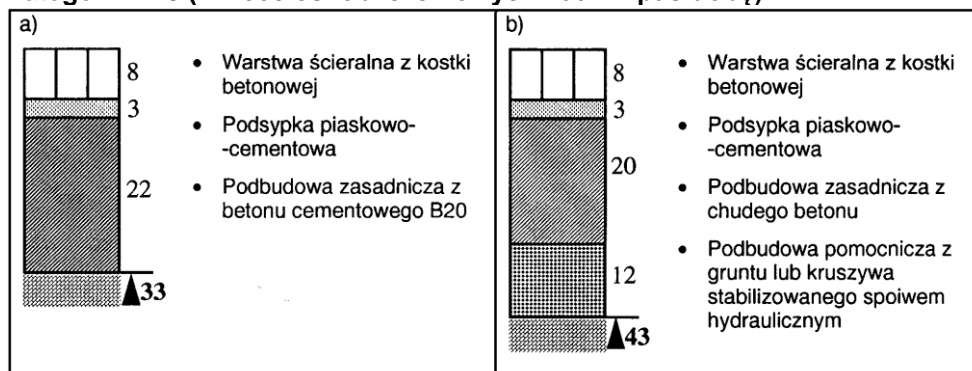 a)
8
3
22
33
• Warstwa ścieralna z kostki
betonowej
• Podsypka piaskowo-
-cementowa
• Podbudowa zasadnicza z
betonu cementowego B20
b)
8
3
20
12
43
• Warstwa ścieralna z kostki
betonowej
• Podsypka piaskowo-
-cementowa
• Podbudowa zasadnicza z
chudego betonu
• Podbudowa pomocnicza z
gruntu lub kruszywa
stabilizowanego spoiwem
hydraulicznym